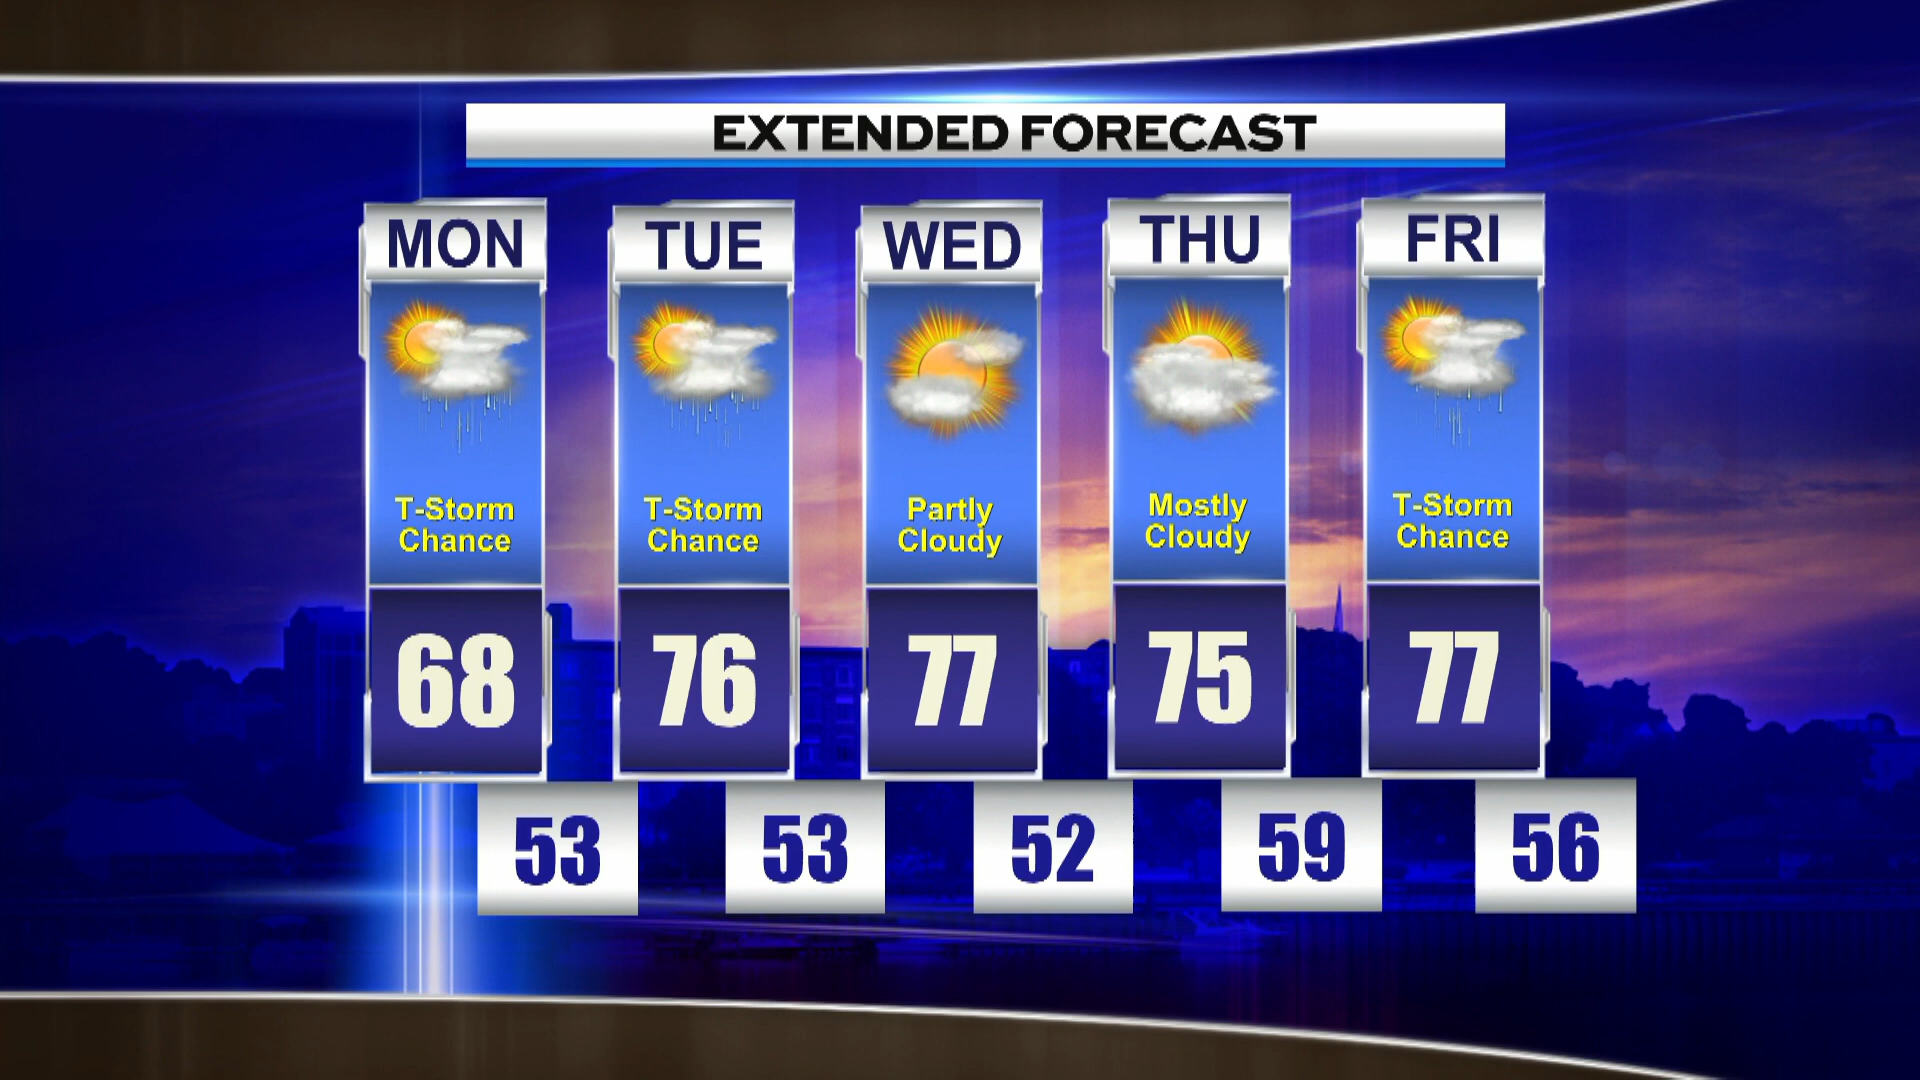 EXTENDED FORECAST
MON
TUE
WED
THU
FRI
T-Storm
Chance
T-Storm
Chance
Partly
Cloudy
Mostly
Cloudy
T-Storm
Chance
68
76
77
75
77
53
53
52
59
56